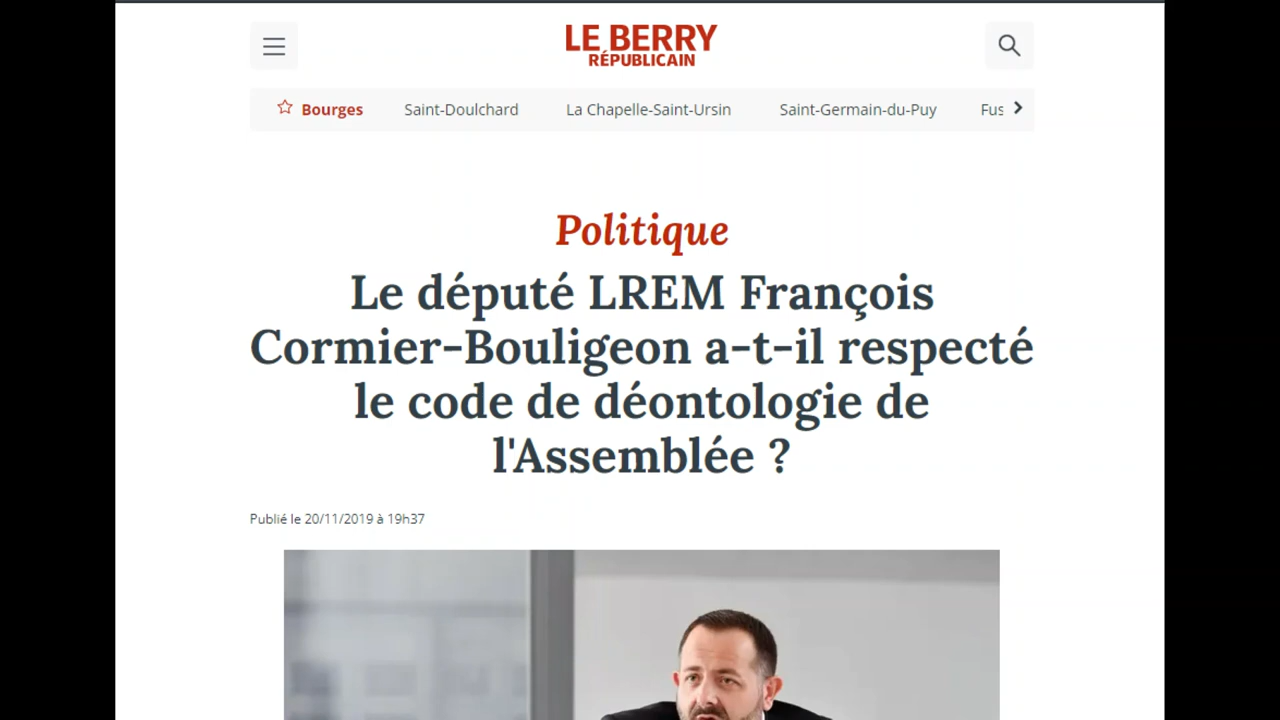 LE BERRY
RÉPUBLICAIN
Bourges Saint-Doulchard La Chapelle-Saint-Ursin Saint-Germain-du-Puy Fus
Politique
Le député LREM François
Cormier-Bouligeon a-t-il respecté
le code de déontologie de
l'Assemblée ?
Publié le 20/11/2019 à 19h37